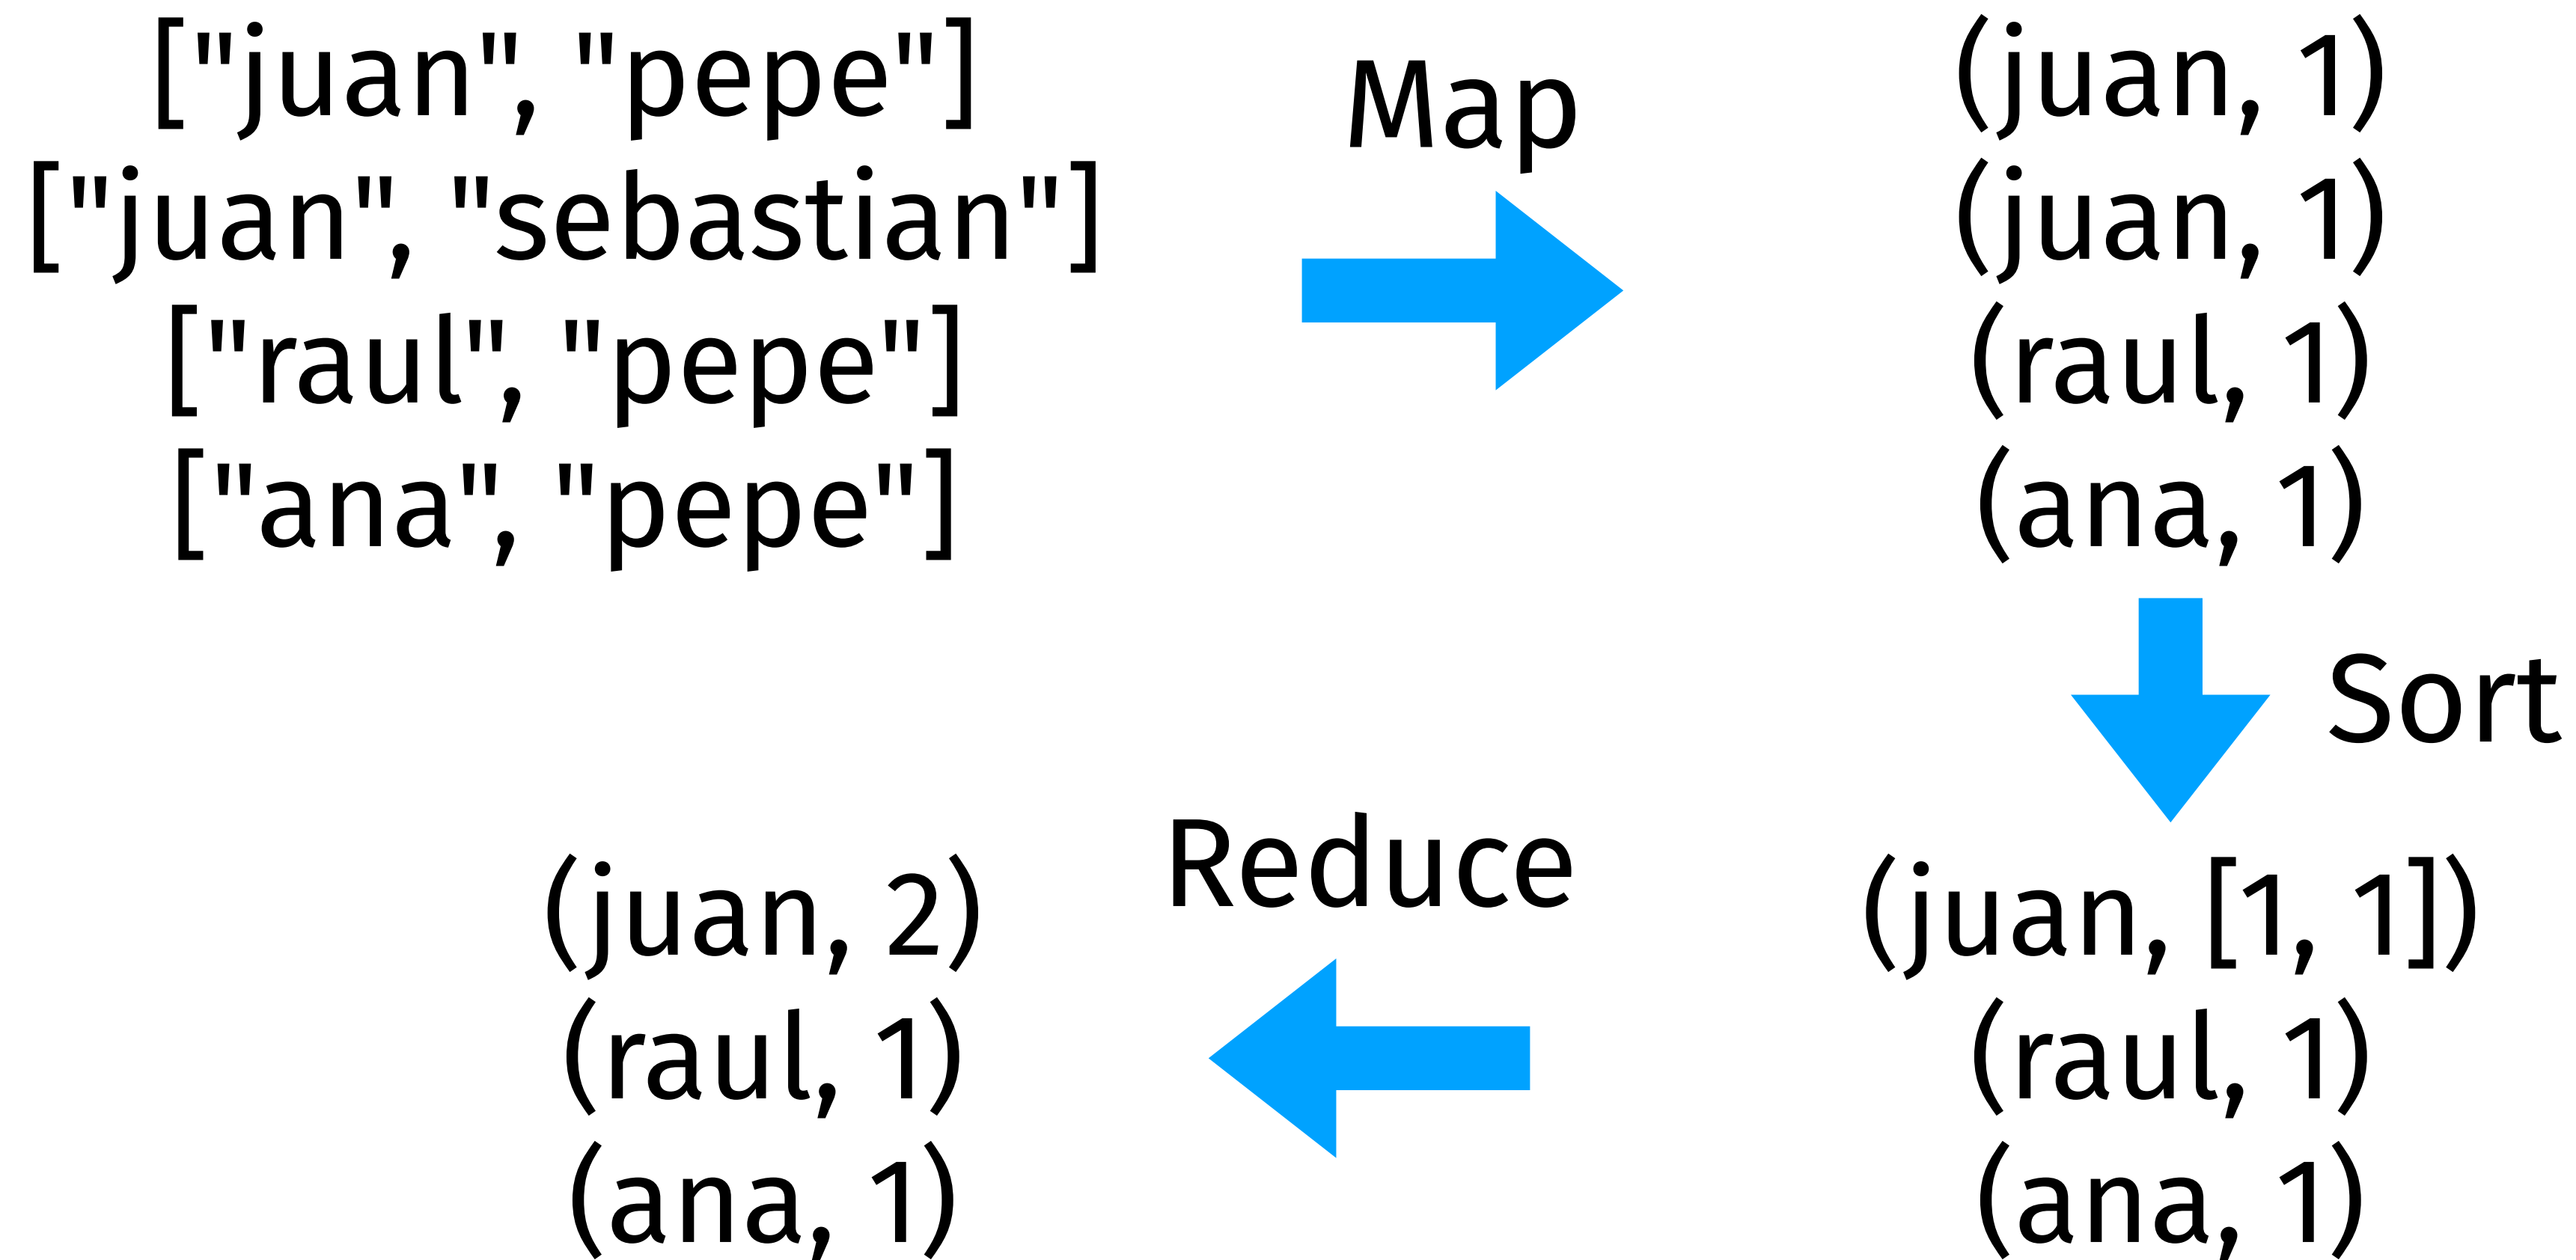 ["juan", "pepe"]
["juan", "sebastian"]
["raul", "pepe"]
["ana", "pepe"]
Map
(juan, 1)
(juan, 1)
(raul, 1)
(ana, 1)
Sort
(juan, [1, 1])
(raul, 1)
(ana, 1)
Reduce
(juan, 2)
(raul, 1)
(ana, 1)